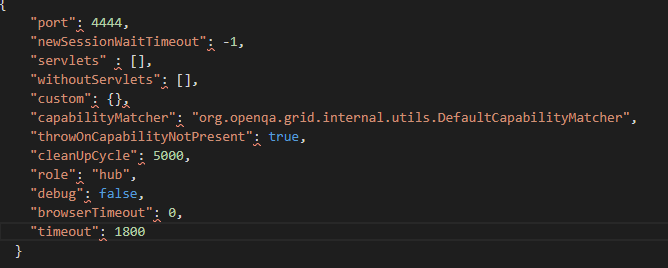 {
"port": 4444,
"newSessionWaitTimeout": -1,
"servlets" : [],
"withoutServlets": [],
"custom": {},
"capabilityMatcher": "org.openqa.grid.internal.utils.DefaultCapabilityMatcher",
"throwOnCapabilityNotPresent": true,
"cleanUpCycle": 5000,
"role": "hub",
"debug": false,
"browserTimeout": 0,
"timeout": 1800
}